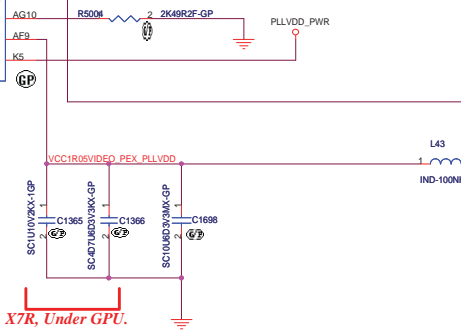 AG10 R5004 2 2K49R2F-GP
AF9
PLLVDD_PWR
K5
GP
L43
VCC1R05VIDEO_PEX_PLLVDD
1
IND-100N
SC1U10V2KX-1GP
1
2
C1365
SC4D7U6D3V3KX-GP
1
2
C1366
SC10U6D3V3MX-GP
1
2
C1698
X7R, Under GPU.